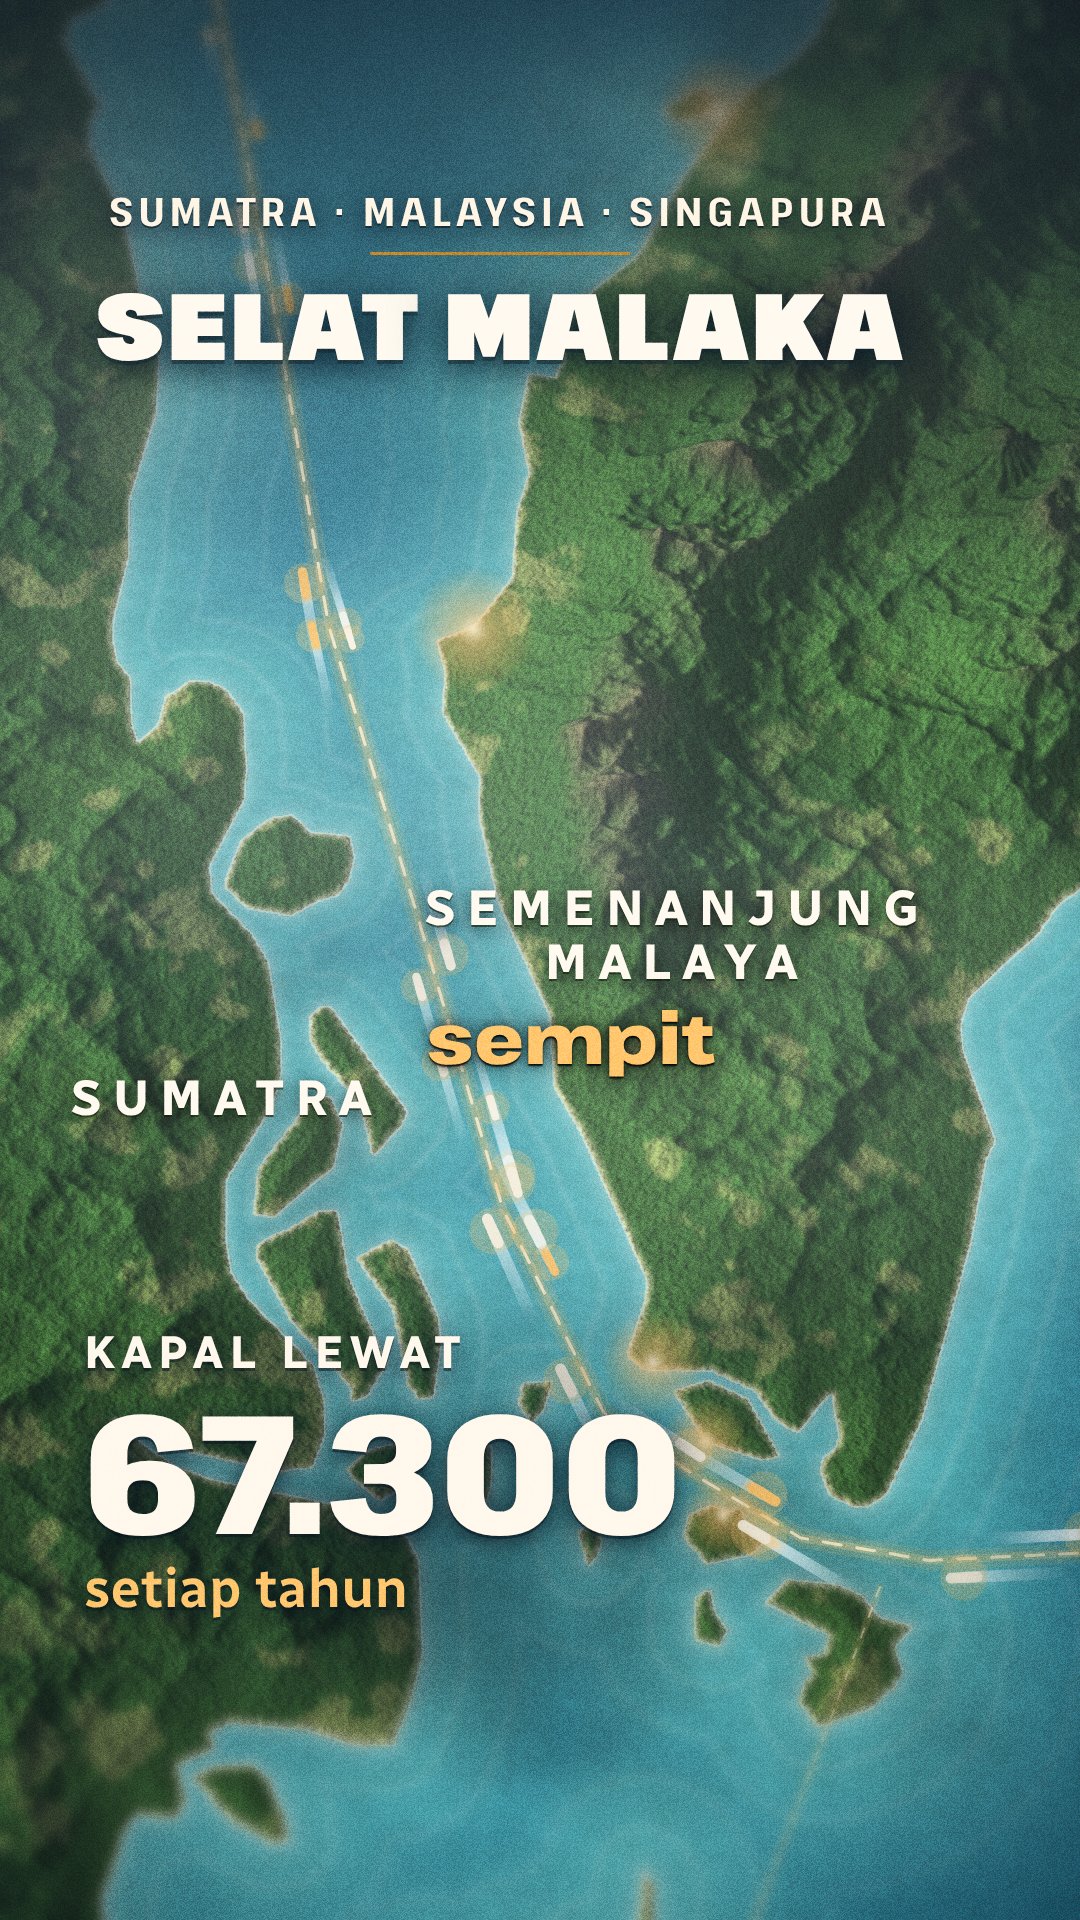 SUMATRA · MALAYSIA · SINGAPURA
SELAT MALAKA
SEMENANJUNG
MALAYA
sempit
SUMATRA
KAPAL LEWAT
67.300
setiap tahun